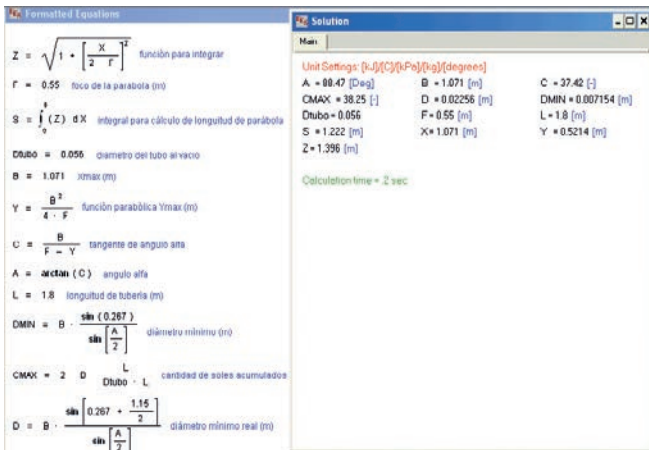 Formatted Equations
Z = √ 1 + [ X / 2 Γ ]² función para integrar
Γ = 0.55 foco de la parabola (m)
S = ∫ 0 B (Z) dX integral para cálculo de longuitud de parábola
Dtubo = 0.056 diametro del tubo al vacio
B = 1.071 Xmax (m)
Y = B² / 4 · F función parabólica Ymax (m)
C = B / F − Y tangente de angulo alfa
A = arctan (C) angulo alfa
L = 1.8 longuitud de tuberia (m)
DMIN = B · sin (0.267) / sin [ A / 2 ] diámetro mínimo (m)
CMAX = 2 B L / Dtubo · L cantidad de soles acumulados
D = B · sin [ 0.267 + 1.15 / 2 ] / sin [ A / 2 ] diámetro mínimo real (m)
Solution
Main
Unit Settings: [kJ]/[C]/[kPa]/[kg]/[degrees]
A = 88.47 [Deg] B = 1.071 [m] C = 37.42 [-]
CMAX = 38.25 [-] D = 0.02256 [m] DMIN = 0.007154 [m]
Dtubo = 0.056 F = 0.55 [m] L = 1.8 [m]
S = 1.222 [m] X = 1.071 [m] Y = 0.5214 [m]
Z = 1.396 [m]
Calculation time = .2 sec